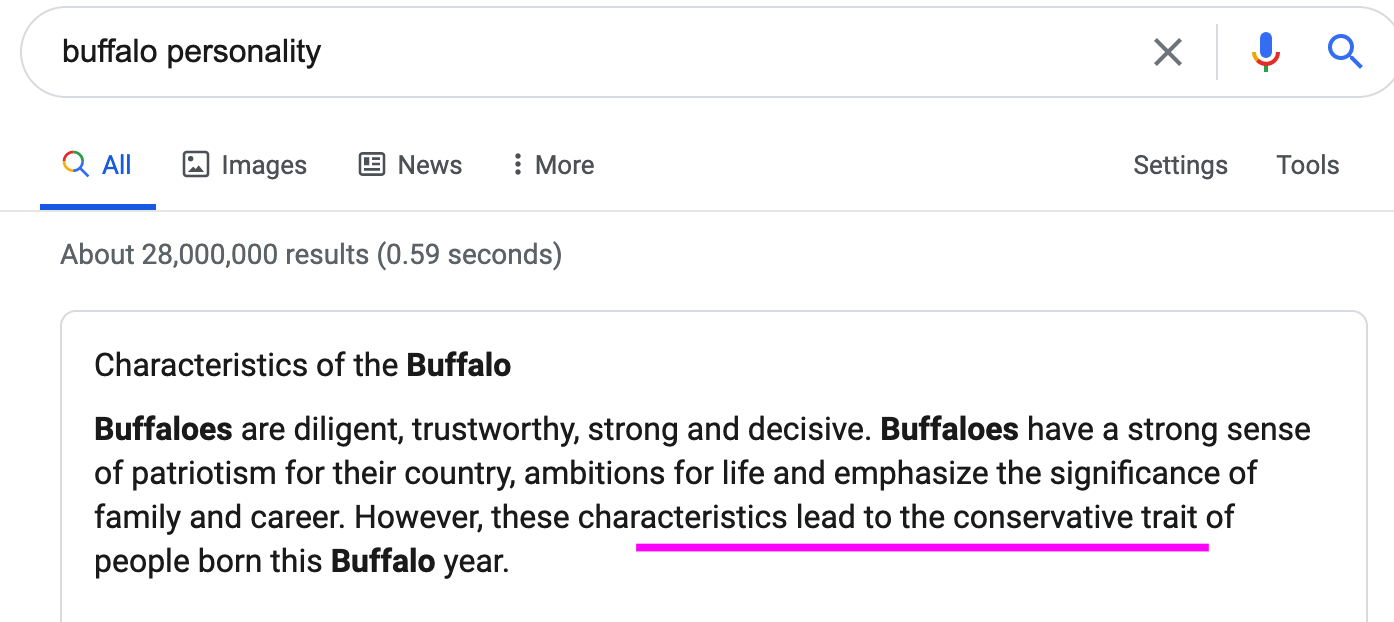 buffalo personality
All Images News More Settings Tools
About 28,000,000 results (0.59 seconds)
Characteristics of the Buffalo
Buffaloes are diligent, trustworthy, strong and decisive. Buffaloes have a strong sense
of patriotism for their country, ambitions for life and emphasize the significance of
family and career. However, these characteristics lead to the conservative trait of
people born this Buffalo year.